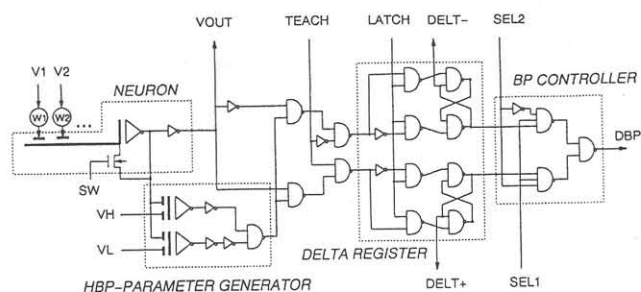 VOUT TEACH LATCH DELT− SEL2
V1 V2
NEURON
BP CONTROLLER
W1 W2 ...
DBP
SW
VH
VL
DELTA REGISTER
HBP−PARAMETER GENERATOR
DELT+ SEL1